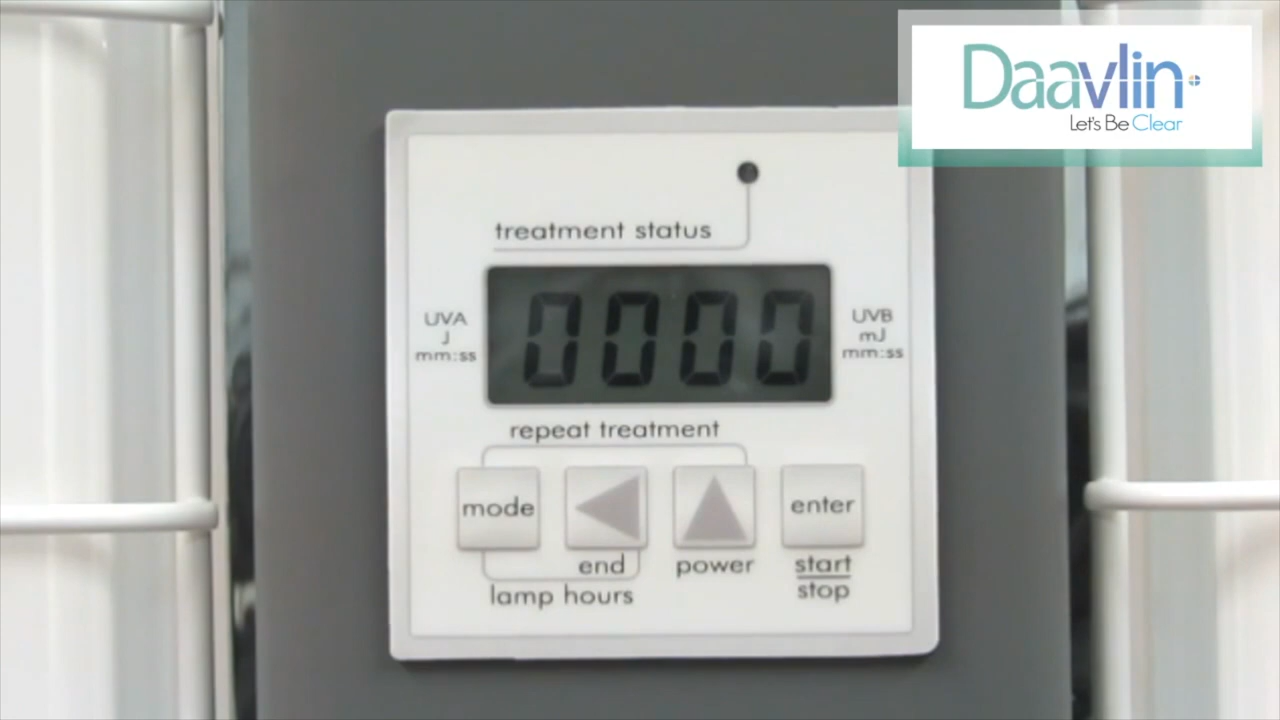 Daavlin
Let's Be Clear
treatment status
UVA
J
mm:ss
0000
UVB
mJ
mm:ss
repeat treatment
mode
enter
end
power
start
stop
lamp hours